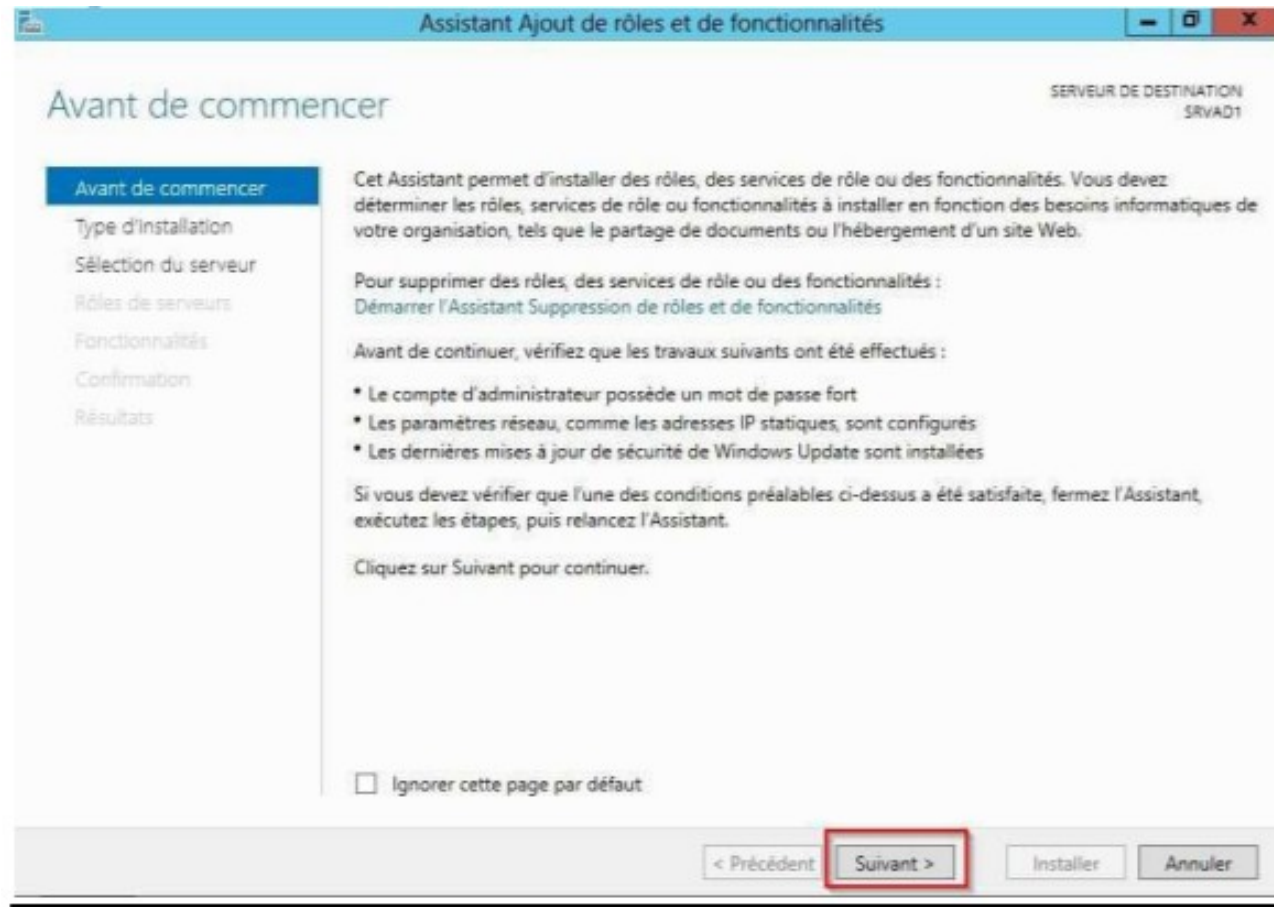 Assistant Ajout de rôles et de fonctionnalités
Avant de commencer
SERVEUR DE DESTINATION
SRVAD1
Avant de commencer
Type d'installation
Sélection du serveur
Rôles de serveurs
Fonctionnalités
Confirmation
Résultats
Cet Assistant permet d'installer des rôles, des services de rôle ou des fonctionnalités. Vous devez
déterminer les rôles, services de rôle ou fonctionnalités à installer en fonction des besoins informatiques de
votre organisation, tels que le partage de documents ou l'hébergement d'un site Web.
Pour supprimer des rôles, des services de rôle ou des fonctionnalités :
Démarrer l'Assistant Suppression de rôles et de fonctionnalités
Avant de continuer, vérifiez que les travaux suivants ont été effectués :
• Le compte d'administrateur possède un mot de passe fort
• Les paramètres réseau, comme les adresses IP statiques, sont configurés
• Les dernières mises à jour de sécurité de Windows Update sont installées
Si vous devez vérifier que l'une des conditions préalables ci-dessus a été satisfaite, fermez l'Assistant,
exécutez les étapes, puis relancez l'Assistant.
Cliquez sur Suivant pour continuer.
Ignorer cette page par défaut
< Précédent
Suivant >
Installer
Annuler